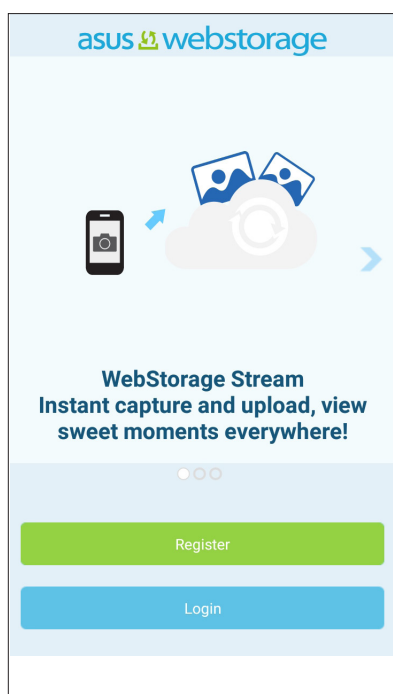 asus webstorage
WebStorage Stream
Instant capture and upload, view
sweet moments everywhere!
Register
Login